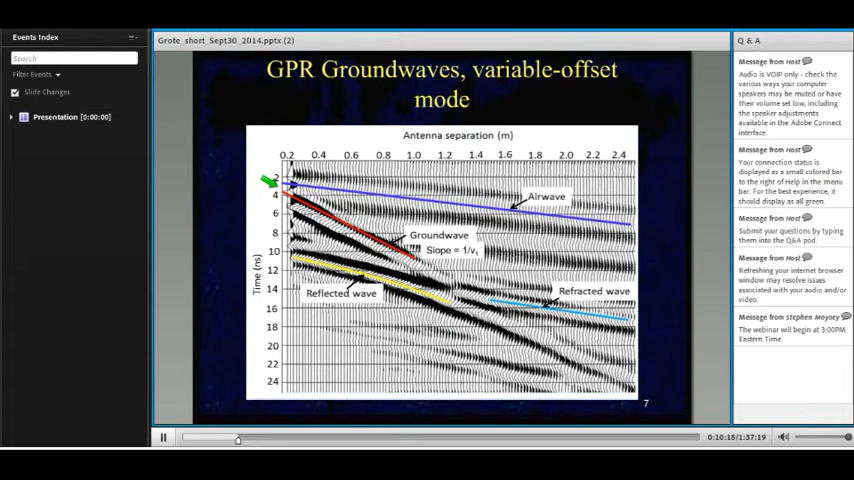 Events Index
Search
Filter Events
Slide Changes
Presentation [0:00:00]
Grote_short_Sept30_2014.pptx (2)
GPR Groundwaves, variable-offset
mode
Antenna separation (m)
0.2 0.4 0.6 0.8 1.0 1.2 1.4 1.6 1.8 2.0 2.2 2.4
Time (ns)
2
4
6
8
10
12
14
16
18
20
22
24
Airwave
Groundwave
Slope = 1/v₁
Reflected wave
Refracted wave
7
Q & A
Message from Host
Audio is VOIP only - check the
various ways your computer
speakers may be muted or have
their volume set low, including
the speaker adjustments
available in the Adobe Connect
interface.
Message from Host
Your connection status is
displayed as a small colored bar
to the right of Help in the menu
bar. For the best experience, it
should display as all green.
Message from Host
Submit your questions by typing
them into the Q&A pod.
Message from Host
Refreshing your internet browser
window may resolve issues
associated with your audio and/or
video.
Message from Stephen Moysey
The webinar will begin at 3:00PM
Eastern Time.
0:10:18/1:37:19